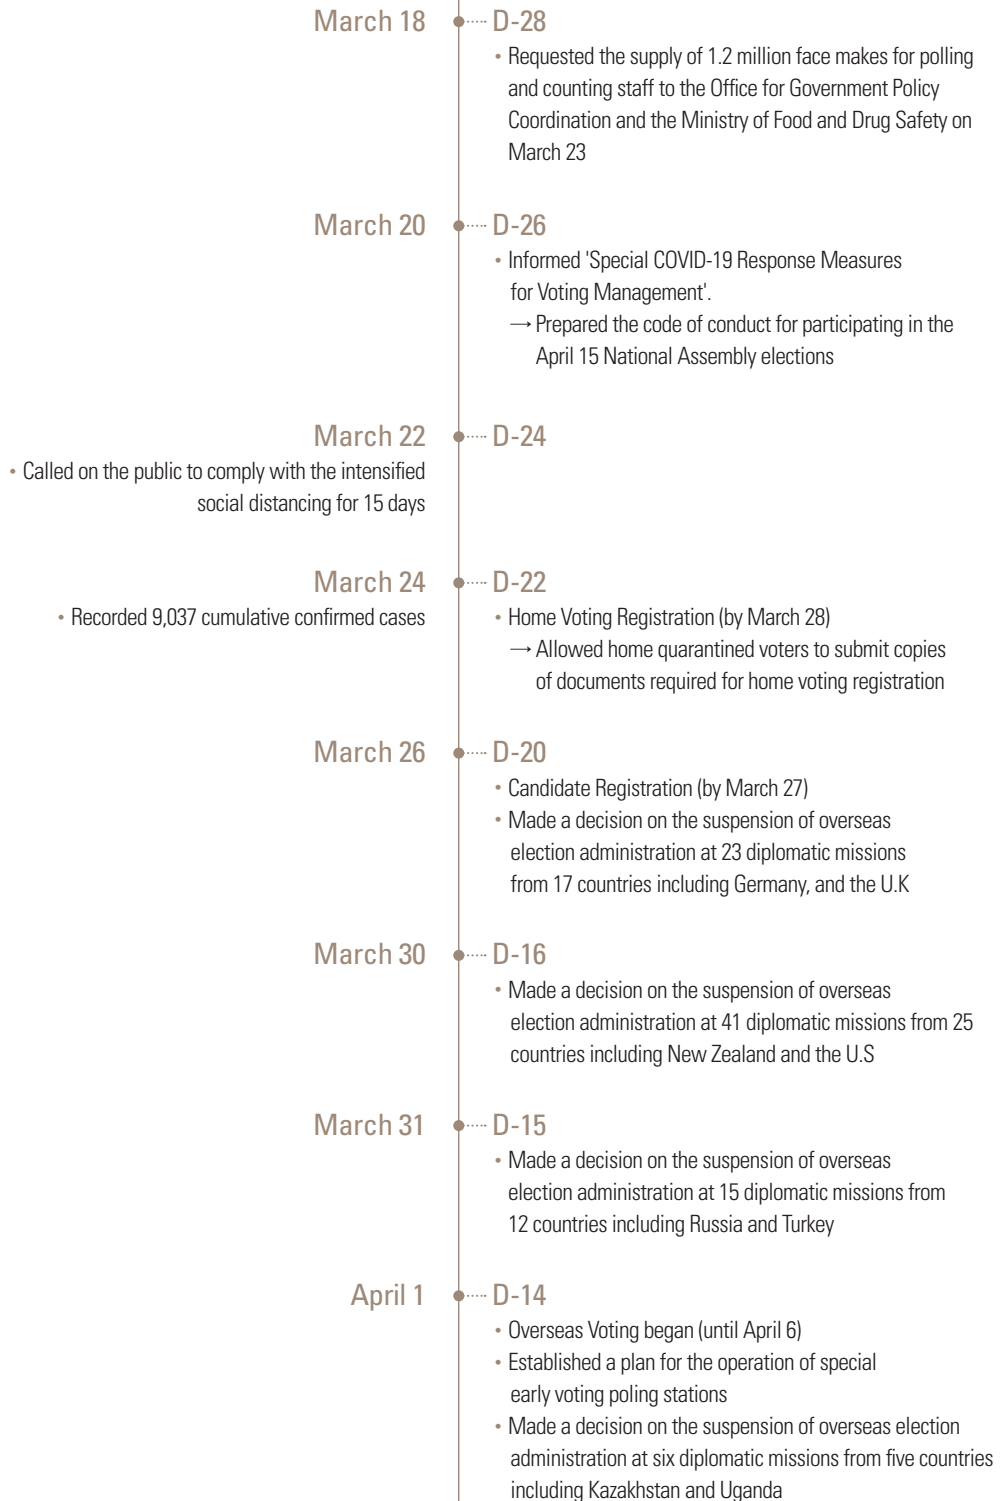 March 18
D-28
• Requested the supply of 1.2 million face makes for polling
and counting staff to the Office for Government Policy
Coordination and the Ministry of Food and Drug Safety on
March 23
March 20
D-26
• Informed 'Special COVID-19 Response Measures
for Voting Management'.
→ Prepared the code of conduct for participating in the
April 15 National Assembly elections
March 22
D-24
• Called on the public to comply with the intensified
social distancing for 15 days
March 24
D-22
• Recorded 9,037 cumulative confirmed cases
• Home Voting Registration (by March 28)
→ Allowed home quarantined voters to submit copies
of documents required for home voting registration
March 26
D-20
• Candidate Registration (by March 27)
• Made a decision on the suspension of overseas
election administration at 23 diplomatic missions
from 17 countries including Germany, and the U.K
March 30
D-16
• Made a decision on the suspension of overseas
election administration at 41 diplomatic missions from 25
countries including New Zealand and the U.S
March 31
D-15
• Made a decision on the suspension of overseas
election administration at 15 diplomatic missions from
12 countries including Russia and Turkey
April 1
D-14
• Overseas Voting began (until April 6)
• Established a plan for the operation of special
early voting poling stations
• Made a decision on the suspension of overseas election
administration at six diplomatic missions from five countries
including Kazakhstan and Uganda